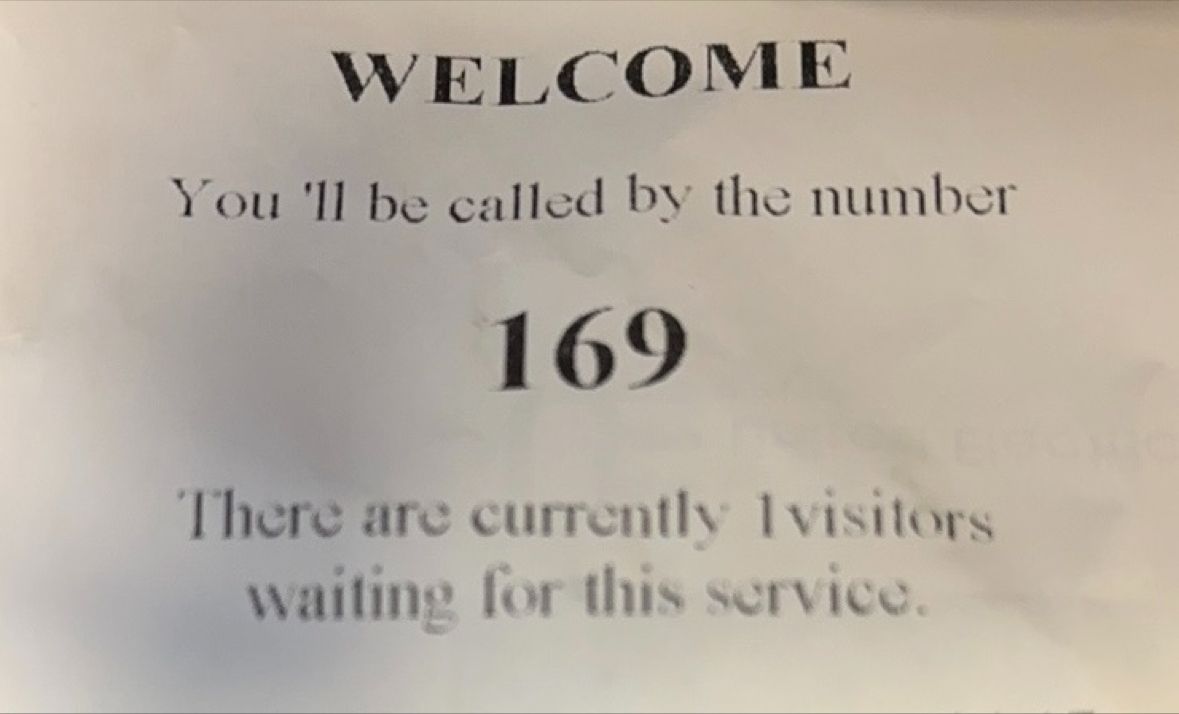 WELCOME
You 'll be called by the number
169
There are currently 1visitors
waiting for this service.